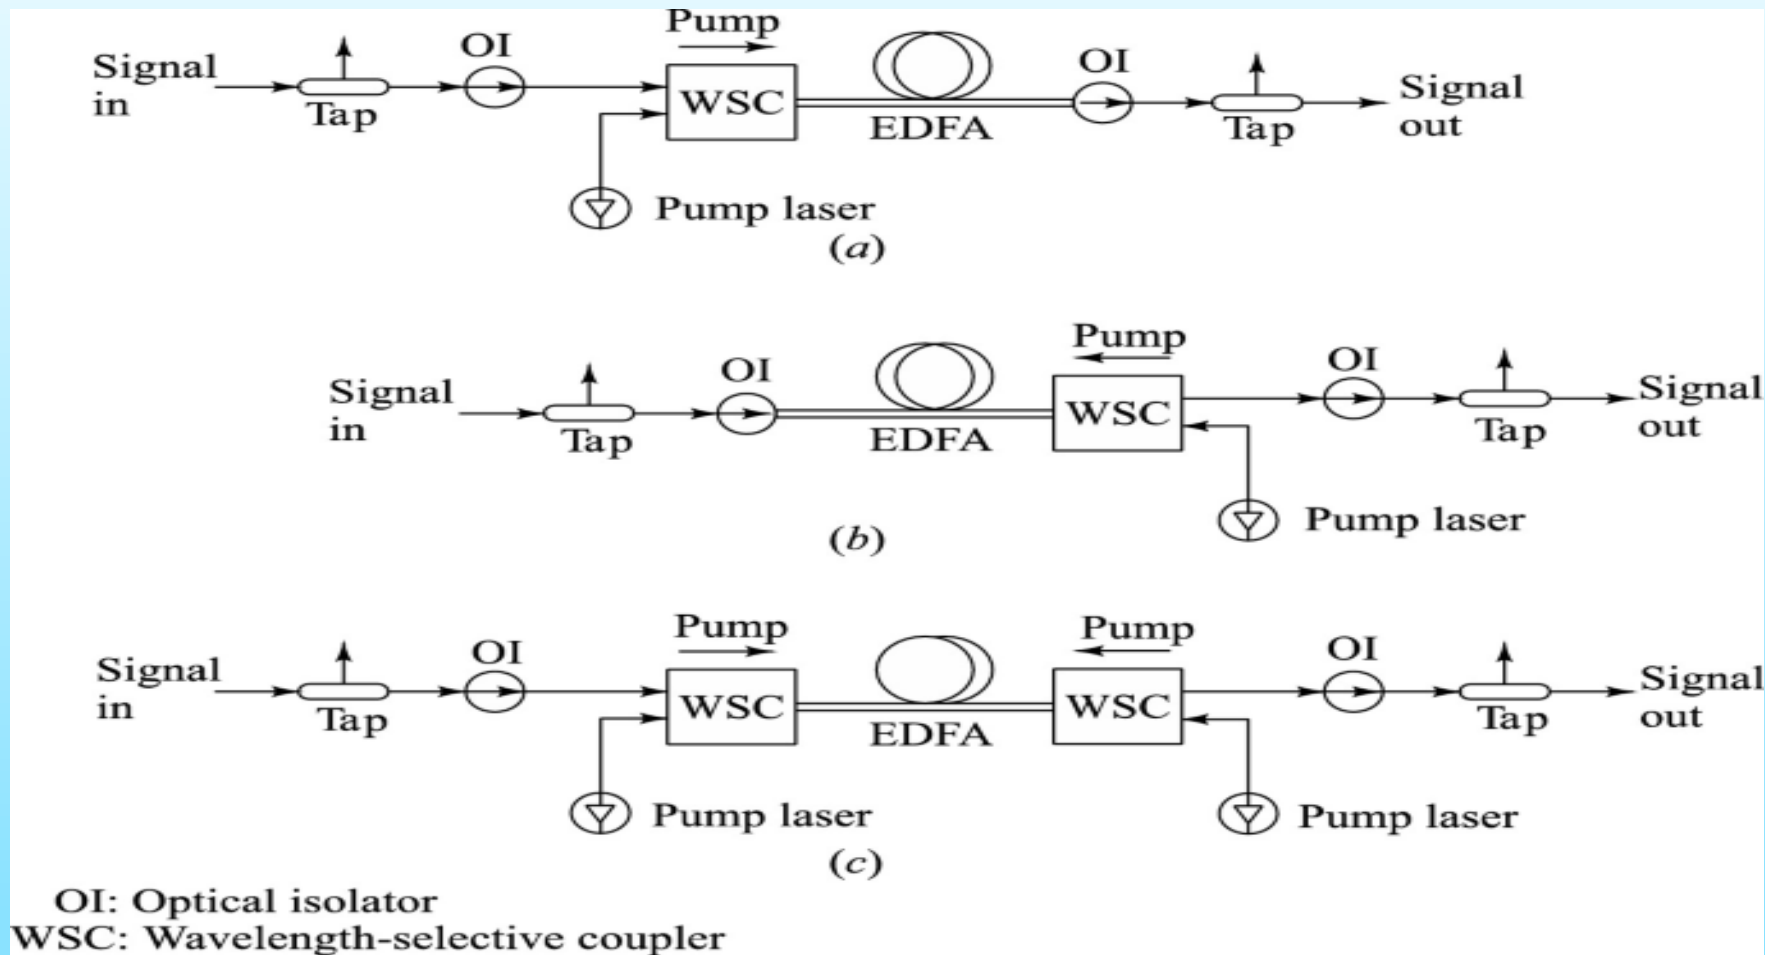 Pump
Signal
in
Tap
OI
WSC
EDFA
OI
Tap
Signal
out
Pump laser
(a)
Signal
in
Tap
OI
EDFA
Pump
WSC
OI
Tap
Signal
out
Pump laser
(b)
Signal
in
Tap
OI
Pump
WSC
EDFA
Pump
WSC
OI
Tap
Signal
out
Pump laser
Pump laser
(c)
OI: Optical isolator
WSC: Wavelength-selective coupler